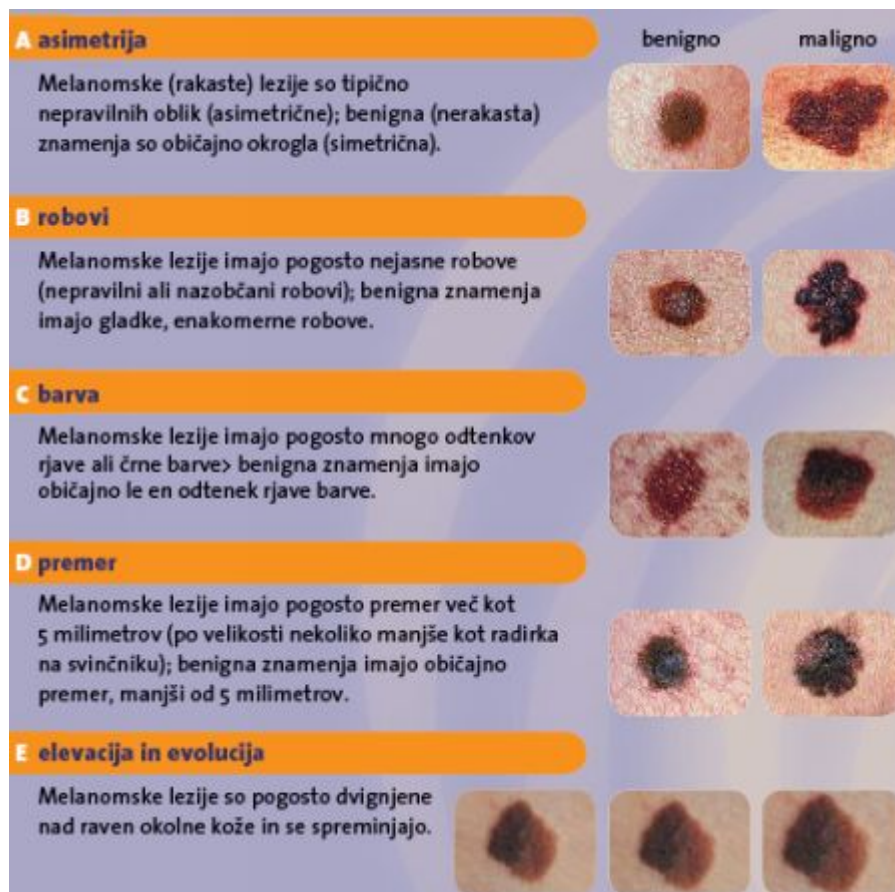 A asimetrija
benigno
maligno
Melanomske (rakaste) lezije so tipično
nepravilnih oblik (asimetrične); benigna (nerakasta)
znamenja so običajno okrogla (simetrična).
B robovi
Melanomske lezije imajo pogosto nejasne robove
(nepravilni ali nazobčani robovi); benigna znamenja
imajo gladke, enakomerne robove.
C barva
Melanomske lezije imajo pogosto mnogo odtenkov
rjave ali črne barve> benigna znamenja imajo
običajno le en odtenek rjave barve.
D premer
Melanomske lezije imajo pogosto premer več kot
5 milimetrov (po velikosti nekoliko manjše kot radirka
na svinčniku); benigna znamenja imajo običajno
premer, manjši od 5 milimetrov.
E elevacija in evolucija
Melanomske lezije so pogosto dvignjene
nad raven okolne kože in se spreminjajo.